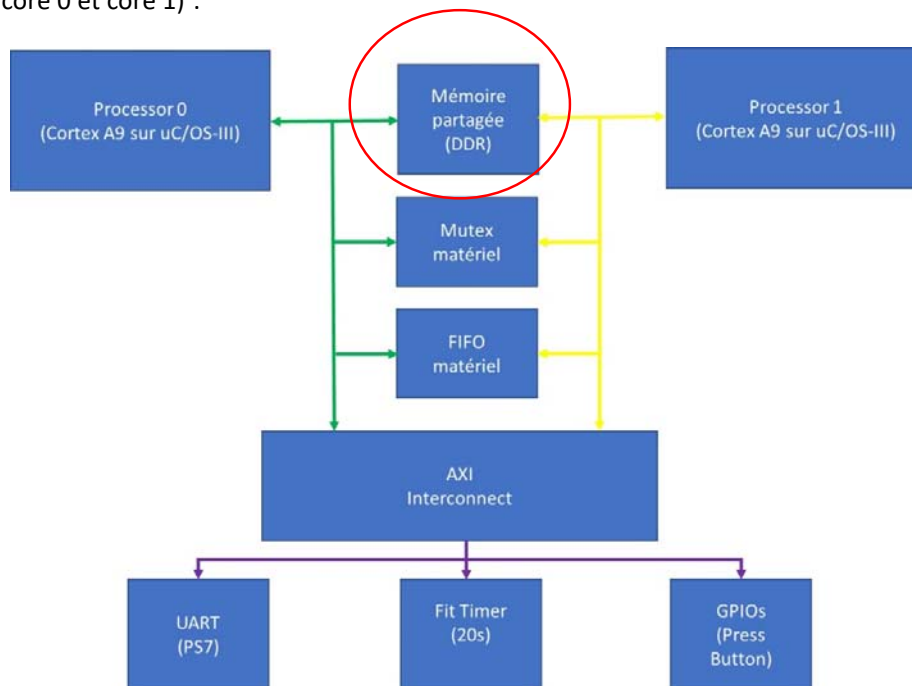 core 0 et core 1) :
Processor 0
(Cortex A9 sur uC/OS-III)
Mémoire
partagée
(DDR)
Processor 1
(Cortex A9 sur uC/OS-III)
Mutex
matériel
FIFO
matériel
AXI
Interconnect
UART
(PS7)
Fit Timer
(20s)
GPIOs
(Press
Button)